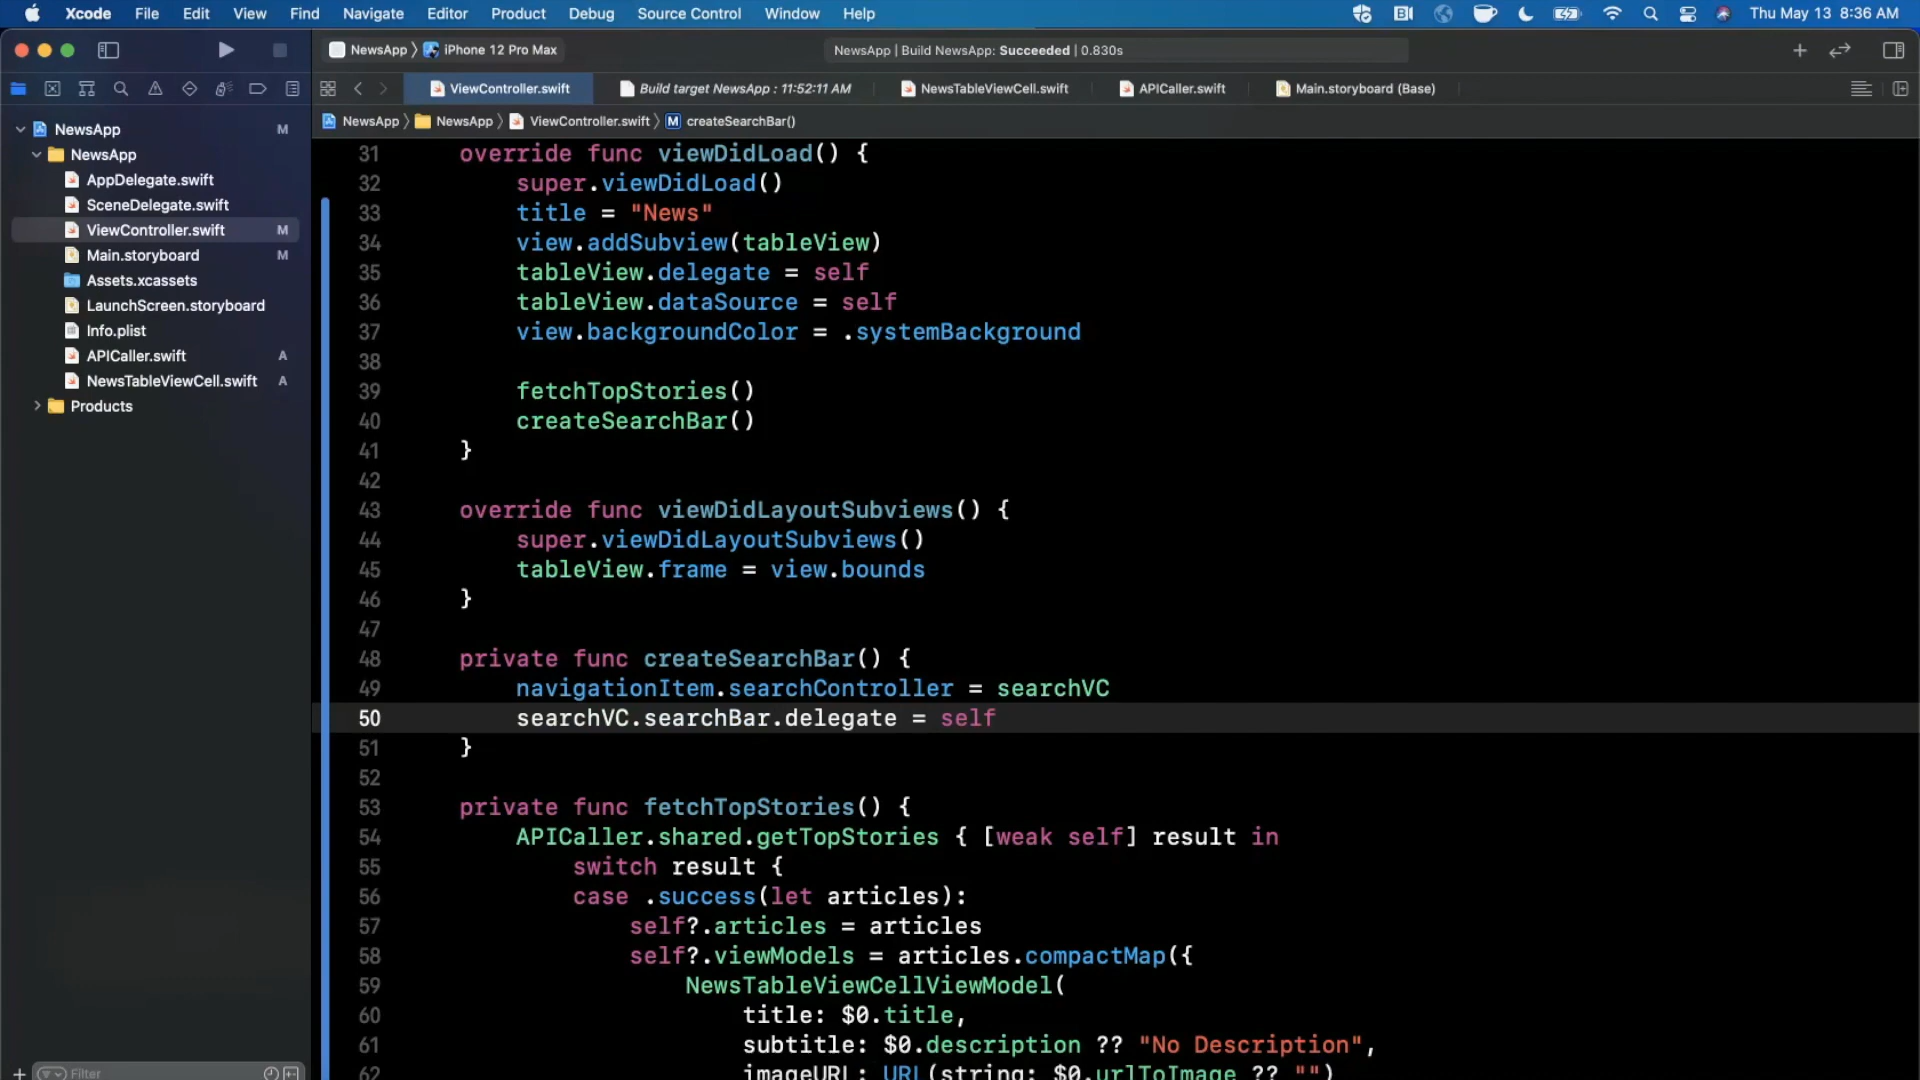 Xcode File Edit View Find Navigate Editor Product Debug Source Control Window Help Thu May 13 8:36 AM
NewsApp iPhone 12 Pro Max NewsApp | Build NewsApp: Succeeded | 0.830s
ViewController.swift Build target NewsApp : 11:52:11 AM NewsTableViewCell.swift APICaller.swift Main.storyboard (Base)
NewsApp NewsApp ViewController.swift M createSearchBar()
NewsApp M
NewsApp
AppDelegate.swift
SceneDelegate.swift
ViewController.swift M
Main.storyboard M
Assets.xcassets
LaunchScreen.storyboard
Info.plist
APICaller.swift A
NewsTableViewCell.swift A
Products
Filter
31 override func viewDidLoad() {
32 super.viewDidLoad()
33 title = "News"
34 view.addSubview(tableView)
35 tableView.delegate = self
36 tableView.dataSource = self
37 view.backgroundColor = .systemBackground
38
39 fetchTopStories()
40 createSearchBar()
41 }
42
43 override func viewDidLayoutSubviews() {
44 super.viewDidLayoutSubviews()
45 tableView.frame = view.bounds
46 }
47
48 private func createSearchBar() {
49 navigationItem.searchController = searchVC
50 searchVC.searchBar.delegate = self
51 }
52
53 private func fetchTopStories() {
54 APICaller.shared.getTopStories { [weak self] result in
55 switch result {
56 case .success(let articles):
57 self?.articles = articles
58 self?.viewModels = articles.compactMap({
59 NewsTableViewCellViewModel(
60 title: $0.title,
61 subtitle: $0.description ?? "No Description",
62 imageURL: URL(string: $0.urlToImage ?? "")